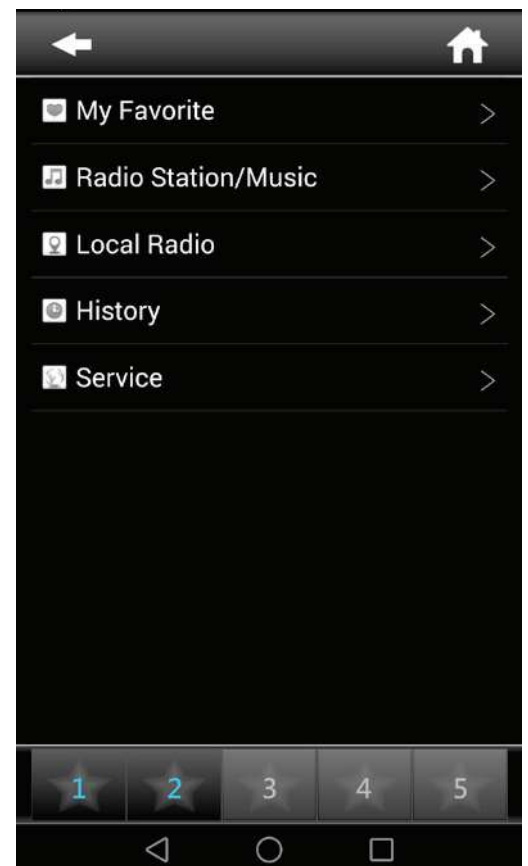 My Favorite
Radio Station/Music
Local Radio
History
Service
1 2 3 4 5